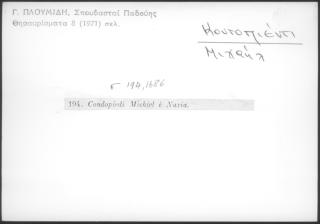 Γ. ΠΛΟΥΜΙΔΗ, Σπουδασταί Παδούης
Θησαυρίσματα 8 (1971) σελ.
Κουτοπιέντι
Μιχαήλ
σ 194, 1686
194. Condopiedi Michiel è Naxia.